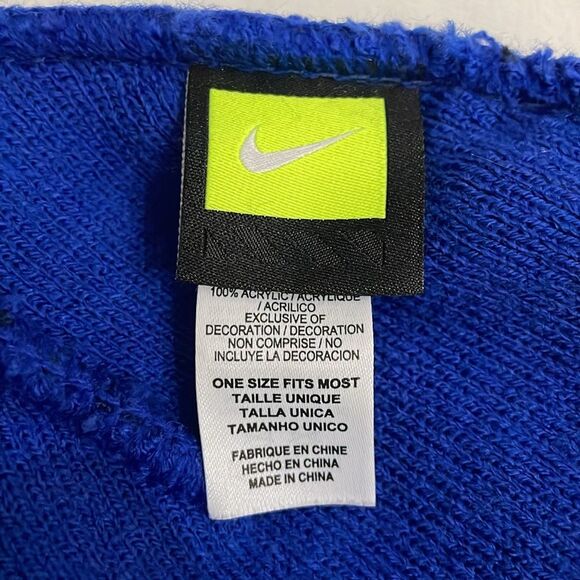 100% ACRYLIC / ACRYLIQUE
/ ACRILICO
EXCLUSIVE OF
DECORATION / DECORATION
NON COMPRISE / NO
INCLUYE LA DECORACION
ONE SIZE FITS MOST
TAILLE UNIQUE
TALLA UNICA
TAMANHO UNICO
FABRIQUE EN CHINE
HECHO EN CHINA
MADE IN CHINA